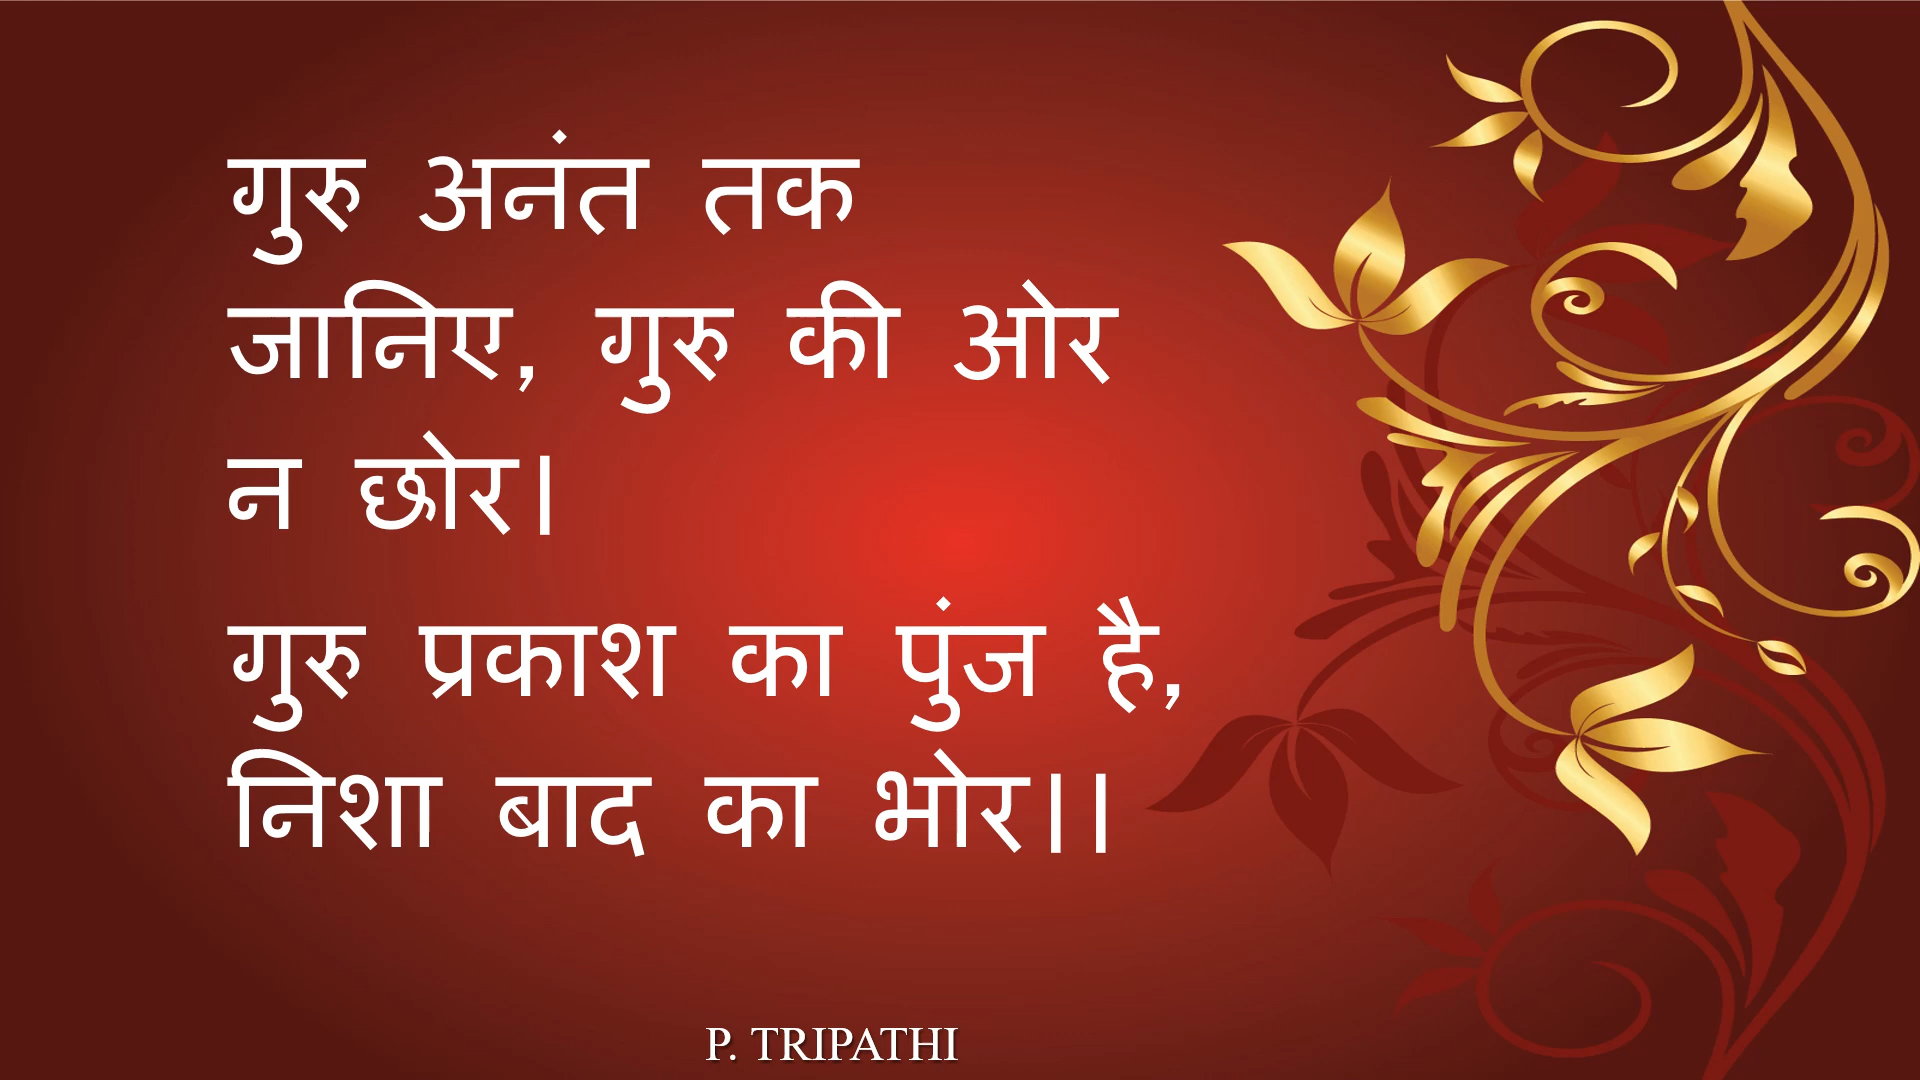 गुरु अनंत तक
जानिए, गुरु की ओर
न छोर।
गुरु प्रकाश का पुंज है,
निशा बाद का भोर।।
P. TRIPATHI